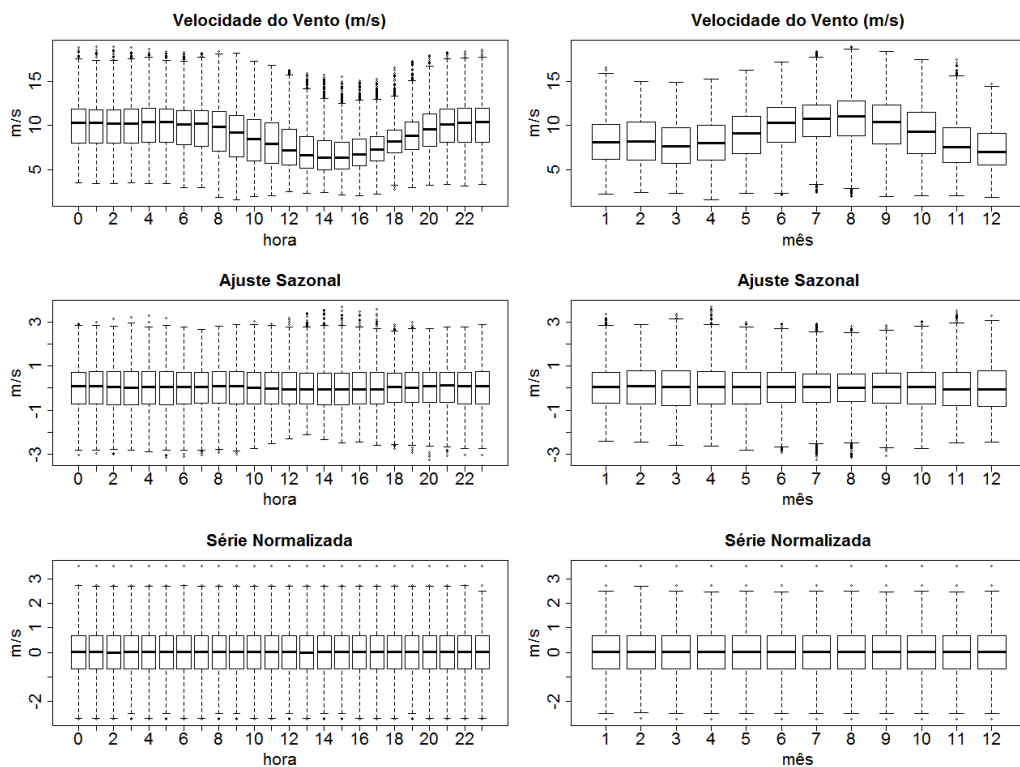 Velocidade do Vento (m/s)
m/s
15
10
5
0 2 4 6 8 10 12 14 16 18 20 22
hora
Velocidade do Vento (m/s)
m/s
15
10
5
1 2 3 4 5 6 7 8 9 10 11 12
mês
Ajuste Sazonal
m/s
3
1
-1
-3
0 2 4 6 8 10 12 14 16 18 20 22
hora
Ajuste Sazonal
m/s
3
1
-1
-3
1 2 3 4 5 6 7 8 9 10 11 12
mês
Série Normalizada
m/s
3
2
1
0
-2
0 2 4 6 8 10 12 14 16 18 20 22
hora
Série Normalizada
m/s
3
2
1
0
-2
1 2 3 4 5 6 7 8 9 10 11 12
mês